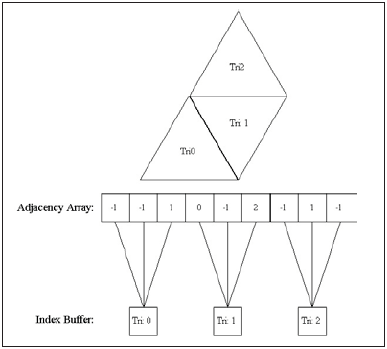 Tri2
Tri 1
Tri0
Adjacency Array: -1 -1 1 0 -1 2 -1 1 -1
Index Buffer: Tri: 0 Tri: 1 Tri: 2